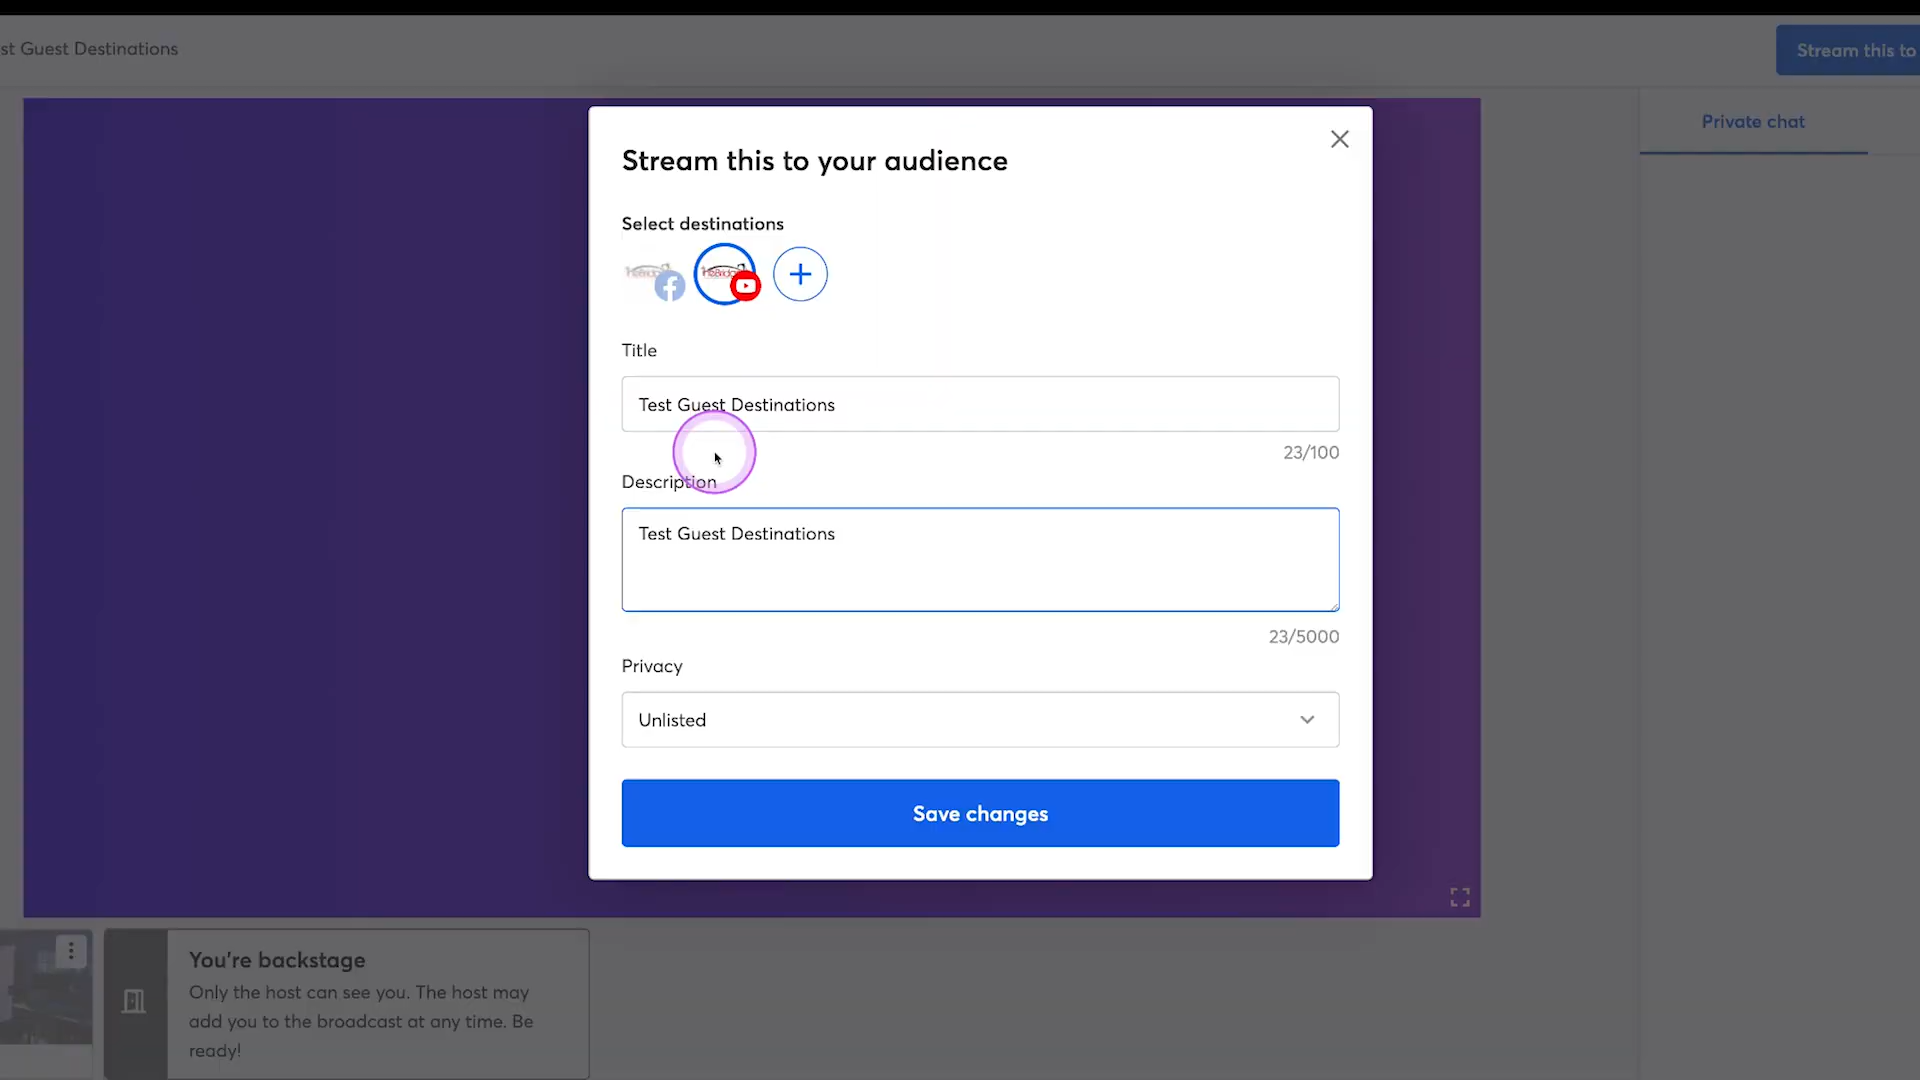 st Guest Destinations
Stream this to
Private chat
Stream this to your audience
Select destinations
Title
Test Guest Destinations
23/100
Description
Test Guest Destinations
23/5000
Privacy
Unlisted
Save changes
You're backstage
Only the host can see you. The host may
add you to the broadcast at any time. Be
ready!